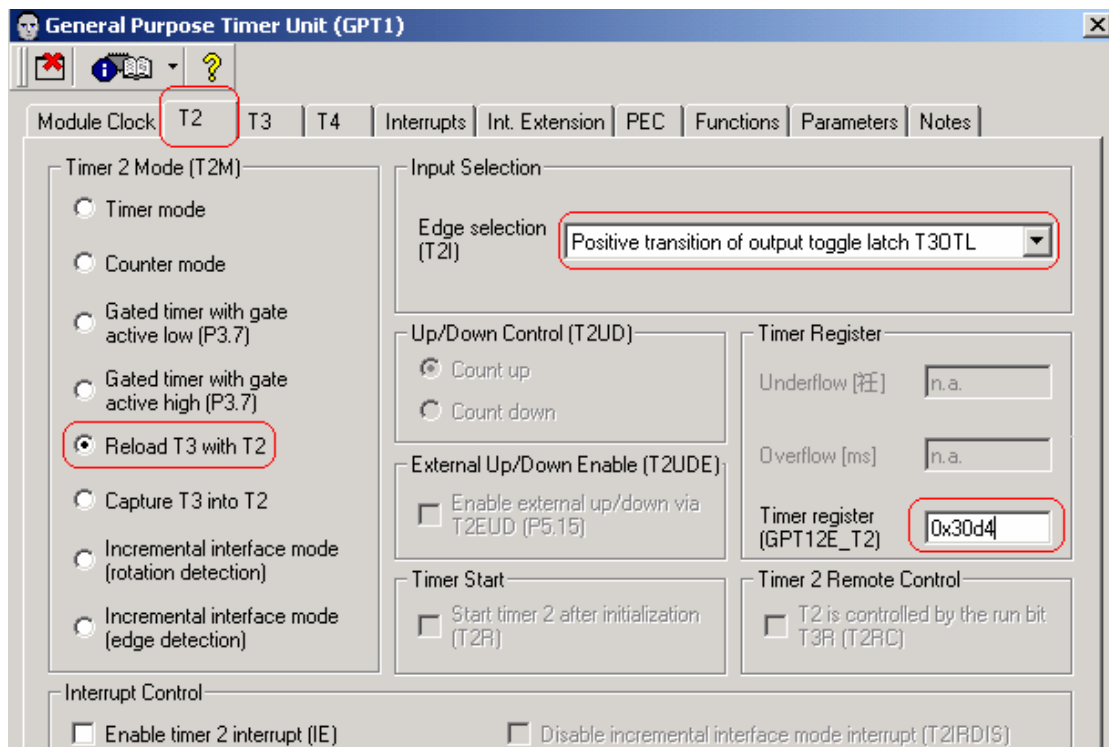 General Purpose Timer Unit (GPT1)
Module Clock T2 T3 T4 Interrupts Int. Extension PEC Functions Parameters Notes
Timer 2 Mode (T2M)
Timer mode
Counter mode
Gated timer with gate
active low (P3.7)
Gated timer with gate
active high (P3.7)
Reload T3 with T2
Capture T3 into T2
Incremental interface mode
(rotation detection)
Incremental interface mode
(edge detection)
Input Selection
Edge selection
(T2I)
Positive transition of output toggle latch T3OTL
Up/Down Control (T2UD)
Count up
Count down
External Up/Down Enable (T2UDE)
Enable external up/down via
T2EUD (P5.15)
Timer Register
Underflow [祍]
n.a.
Overflow [ms]
n.a.
Timer register
(GPT12E_T2)
0x30d4
Timer Start
Start timer 2 after initialization
(T2R)
Timer 2 Remote Control
T2 is controlled by the run bit
T3R (T2RC)
Interrupt Control
Enable timer 2 interrupt (IE)
Disable incremental interface mode interrupt (T2IRDIS)